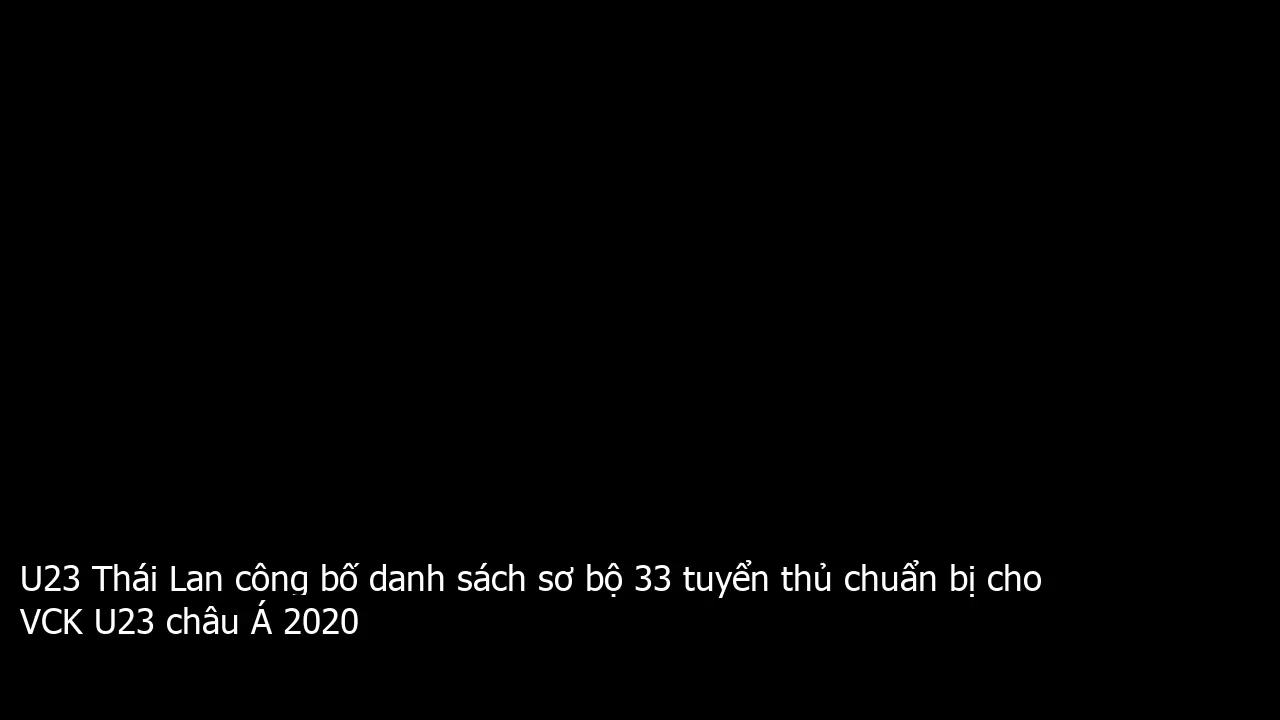 U23 Thái Lan công bố danh sách sơ bộ 33 tuyển thủ chuẩn bị cho
VCK U23 châu Á 2020